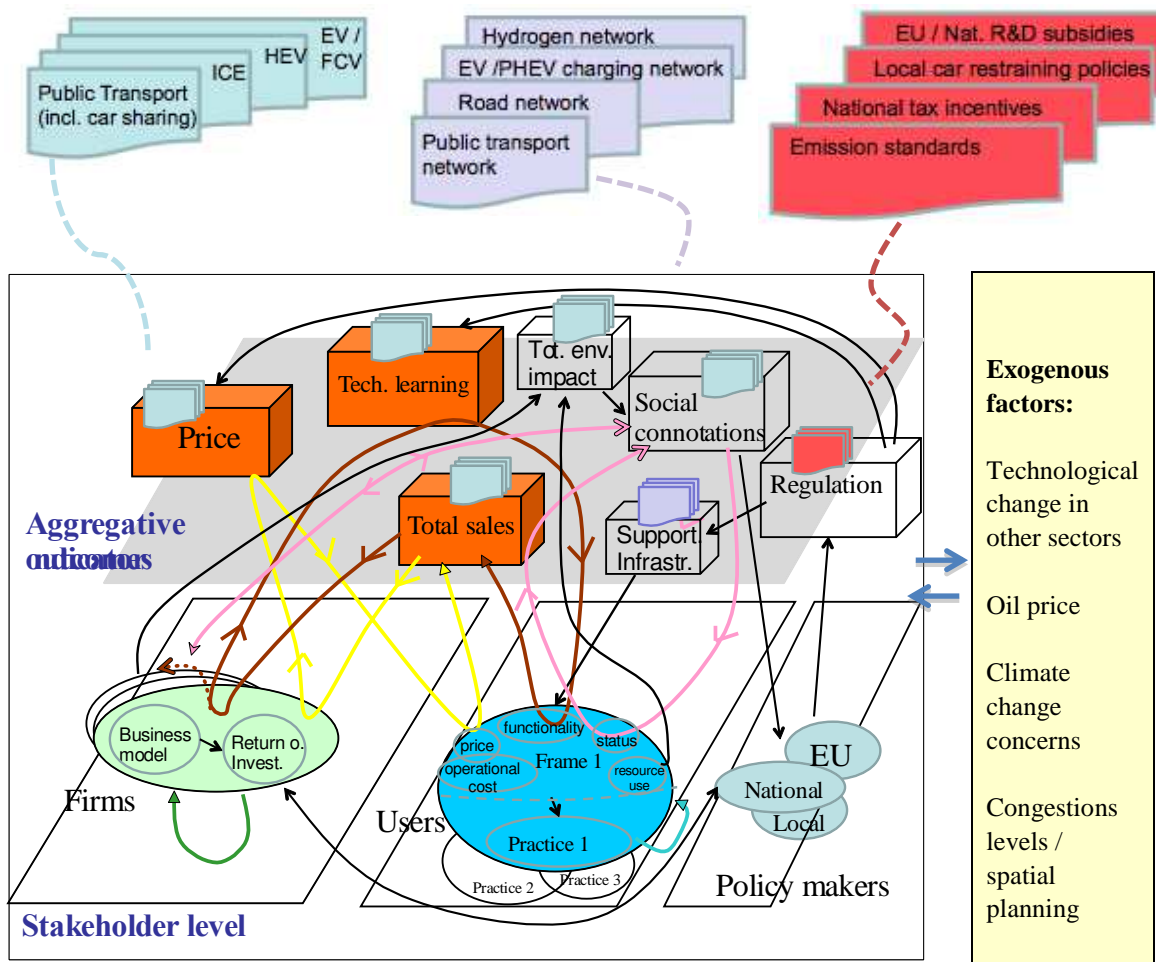 EV /
FCV
HEV
ICE
Public Transport
(incl. car sharing)
Hydrogen network
EV /PHEV charging network
Road network
Public transport
network
EU / Nat. R&D subsidies
Local car restraining policies
National tax incentives
Emission standards
Tot. env.
impact
Tech. learning
Social
connotations
Price
Regulation
Total sales
Support.
Infrastr.
Aggregative
outcomes
Exogenous
factors:
Technological
change in
other sectors
Oil price
Climate
change
concerns
Congestions
levels /
spatial
planning
functionality
price
status
Frame 1
operational
cost
resource
use
Business
model
Return o.
Invest.
EU
National
Local
Firms
Users
Practice 1
Practice 2
Practice 3
Policy makers
Stakeholder level